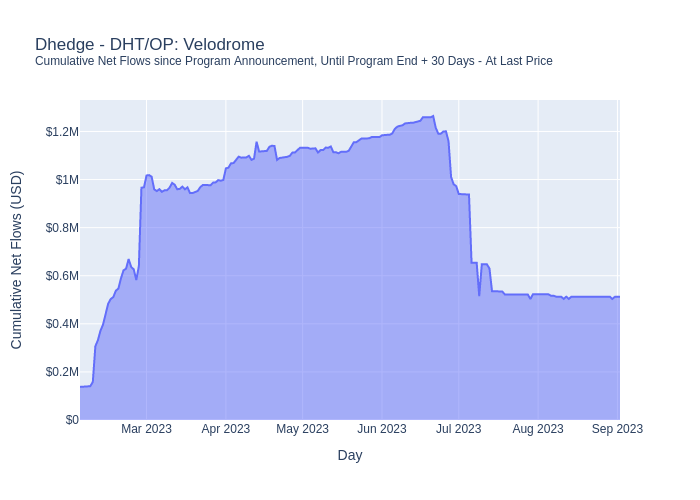 Dhedge - DHT/OP: Velodrome
Cumulative Net Flows since Program Announcement, Until Program End + 30 Days - At Last Price
Cumulative Net Flows (USD)
$1.2M
$1M
$0.8M
$0.6M
$0.4M
$0.2M
$0
Mar 2023 Apr 2023 May 2023 Jun 2023 Jul 2023 Aug 2023 Sep 2023
Day